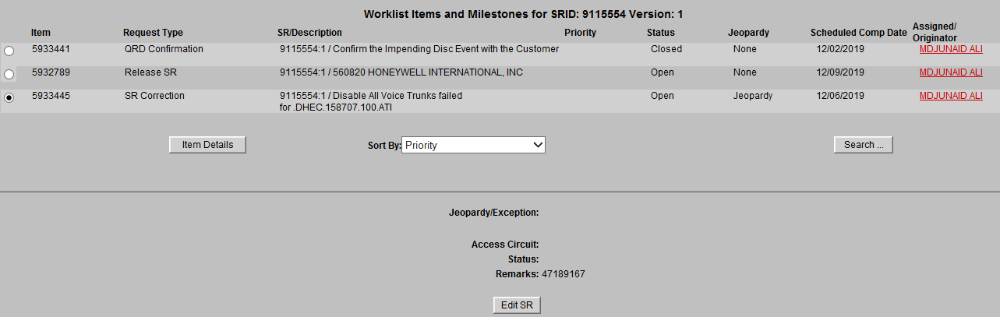 Worklist Items and Milestones for SRID: 9115554 Version: 1
Item Request Type SR/Description Priority Status Jeopardy Scheduled Comp Date Assigned/ Originator
5933441 QRD Confirmation 9115554:1 / Confirm the Impending Disc Event with the Customer Closed None 12/02/2019 MDJUNAID ALI
5932789 Release SR 9115554:1 / 560820 HONEYWELL INTERNATIONAL, INC Open None 12/09/2019 MDJUNAID ALI
5933445 SR Correction 9115554:1 / Disable All Voice Trunks failed Open Jeopardy 12/06/2019 MDJUNAID ALI
for .DHEC.158707.100.ATI
Item Details Sort By: Priority Search ...
Jeopardy/Exception:
Access Circuit:
Status:
Remarks: 47189167
Edit SR